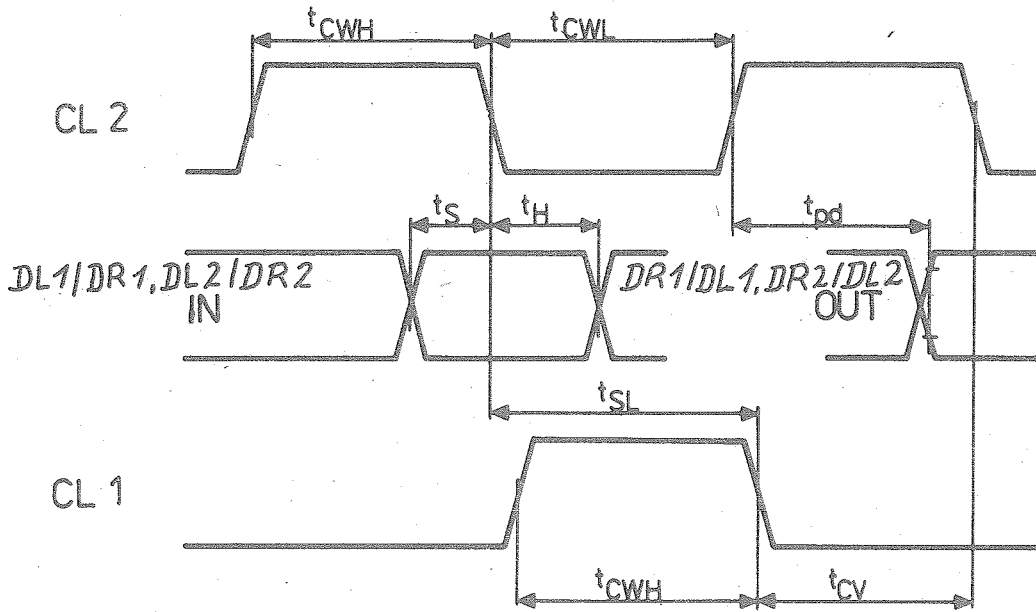 tCWH
tCWL
CL 2
tS
tH
tpd
DL1/DR1, DL2/DR2
IN
DR1/DL1, DR2/DL2
OUT
tSL
CL 1
tCWH
tCV